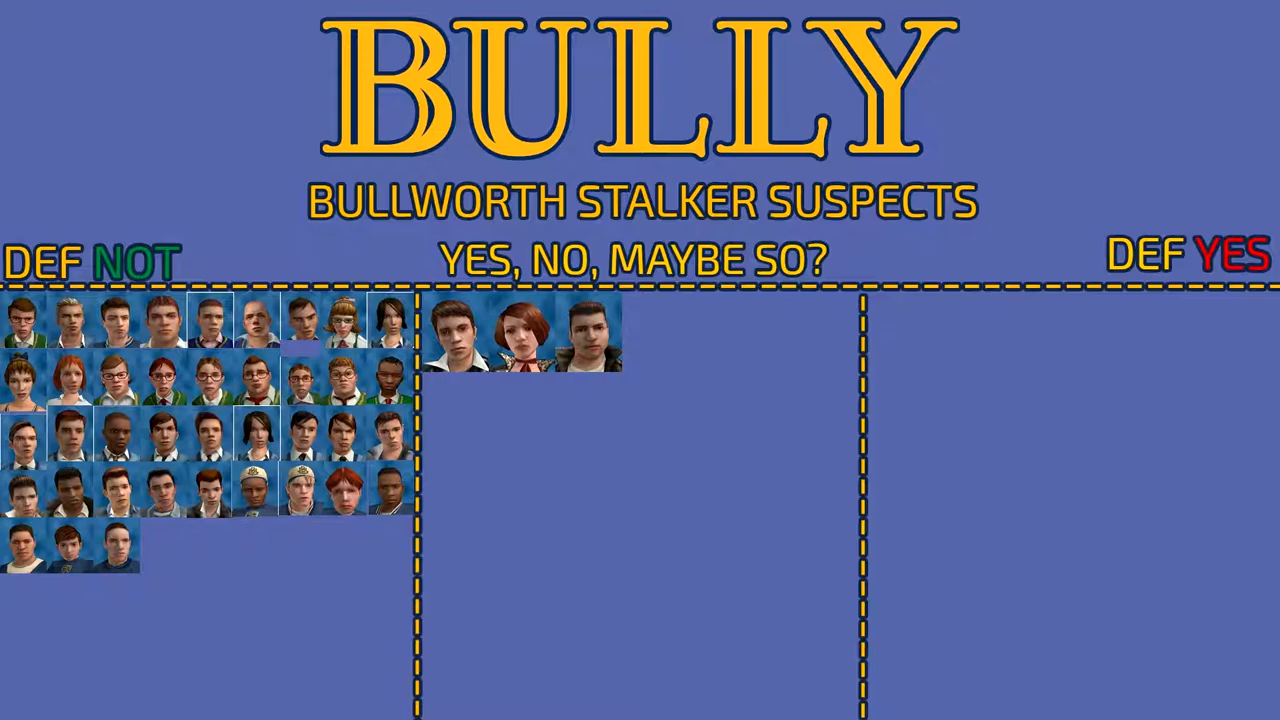 BULLY
BULLWORTH STALKER SUSPECTS
DEF NOT
YES, NO, MAYBE SO?
DEF YES